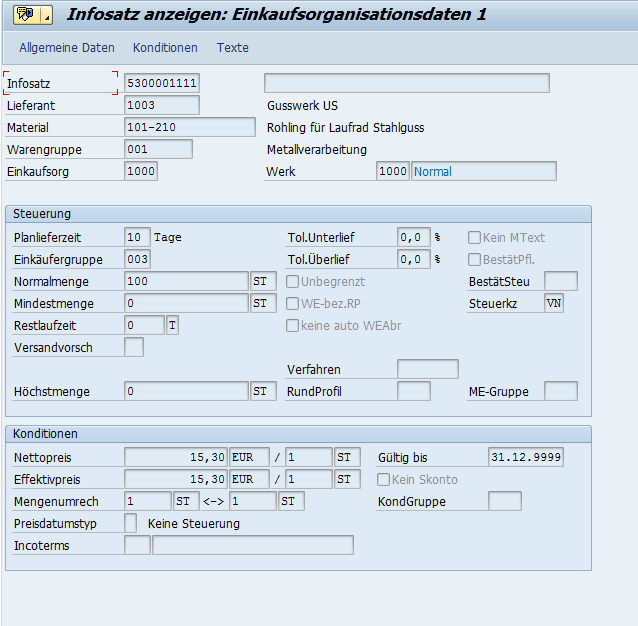 Infosatz anzeigen: Einkaufsorganisationsdaten 1
Allgemeine Daten Konditionen Texte
Infosatz 5300001111
Lieferant 1003 Gusswerk US
Material 101-210 Rohling für Laufrad Stahlguss
Warengruppe 001 Metallverarbeitung
Einkaufsorg 1000 Werk 1000 Normal
Steuerung
Planlieferzeit 10 Tage Tol.Unterlief 0,0 % Kein MText
Einkäufergruppe 003 Tol.Überlief 0,0 % BestätPfl.
Normalmenge 100 ST Unbegrenzt BestätSteu
Mindestmenge 0 ST WE-bez.RP Steuerkz VN
Restlaufzeit 0 T keine auto WEAbr
Versandvorsch
Verfahren
Höchstmenge 0 ST RundProfil ME-Gruppe
Konditionen
Nettopreis 15,30 EUR / 1 ST Gültig bis 31.12.9999
Effektivpreis 15,30 EUR / 1 ST Kein Skonto
Mengenumrech 1 ST <-> 1 ST KondGruppe
Preisdatumstyp Keine Steuerung
Incoterms